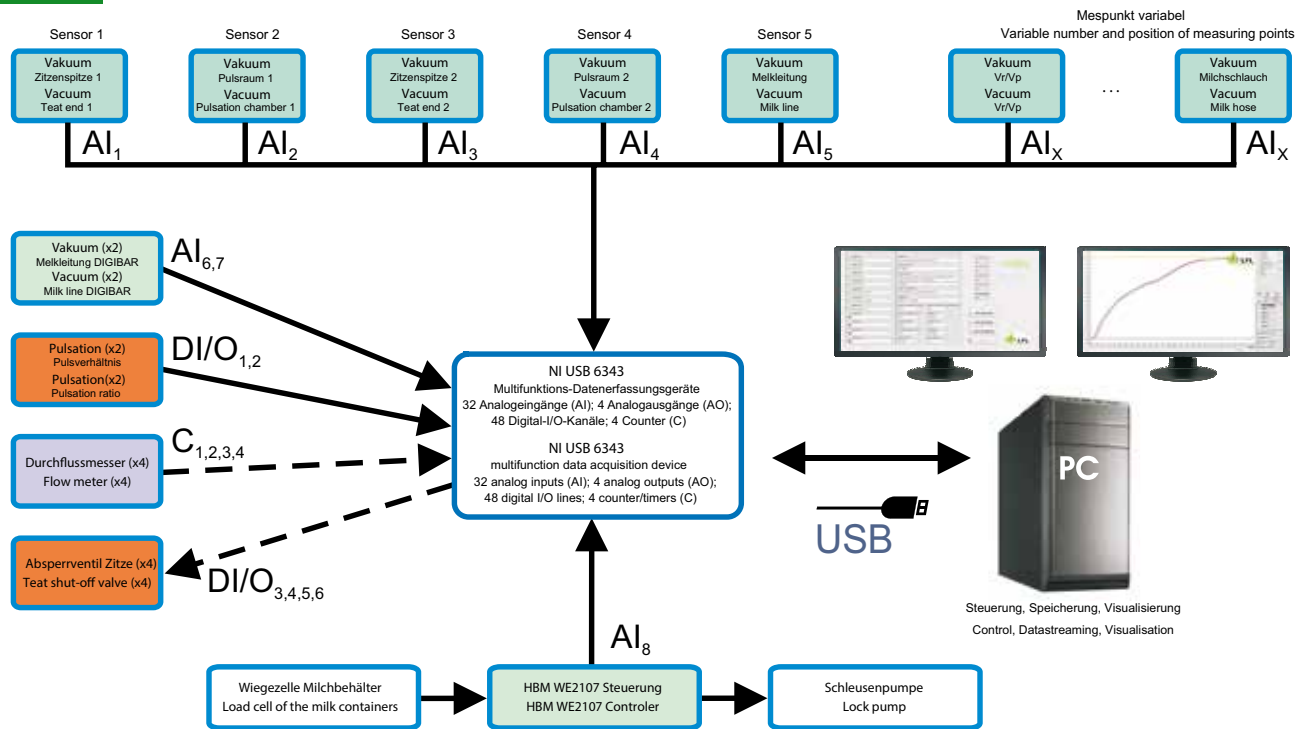 Mespunkt variabel
Variable number and position of measuring points
Sensor 1
Sensor 2
Sensor 3
Sensor 4
Sensor 5
Vakuum
Zitzenspitze 1
Vacuum
Teat end 1
Vakuum
Pulsraum 1
Vacuum
Pulsation chamber 1
Vakuum
Zitzenspitze 2
Vacuum
Teat end 2
Vakuum
Pulsraum 2
Vacuum
Pulsation chamber 2
Vakuum
Melkleitung
Vacuum
Milk line
Vakuum
Vr/Vp
Vacuum
Vr/Vp
...
Vakuum
Milchschlauch
Vacuum
Milk hose
AI1
AI2
AI3
AI4
AI5
AIX
AIX
Vakuum (x2)
Melkleitung DIGIBAR
Vacuum (x2)
Milk line DIGIBAR
AI6,7
Pulsation (x2)
Pulsverhältnis
Pulsation(x2)
Pulsation ratio
DI/O1,2
Durchflussmesser (x4)
Flow meter (x4)
C1,2,3,4
Absperrventil Zitze (x4)
Teat shut-off valve (x4)
DI/O3,4,5,6
NI USB 6343
Multifunktions-Datenerfassungsgeräte
32 Analogeingänge (AI); 4 Analogausgänge (AO);
48 Digital-I/O-Kanäle; 4 Counter (C)
NI USB 6343
multifunction data acquisition device
32 analog inputs (AI); 4 analog outputs (AO);
48 digital I/O lines; 4 counter/timers (C)
USB
PC
Steuerung, Speicherung, Visualisierung
Control, Datastreaming, Visualisation
AI8
Wiegezelle Milchbehälter
Load cell of the milk containers
HBM WE2107 Steuerung
HBM WE2107 Controler
Schleusenpumpe
Lock pump